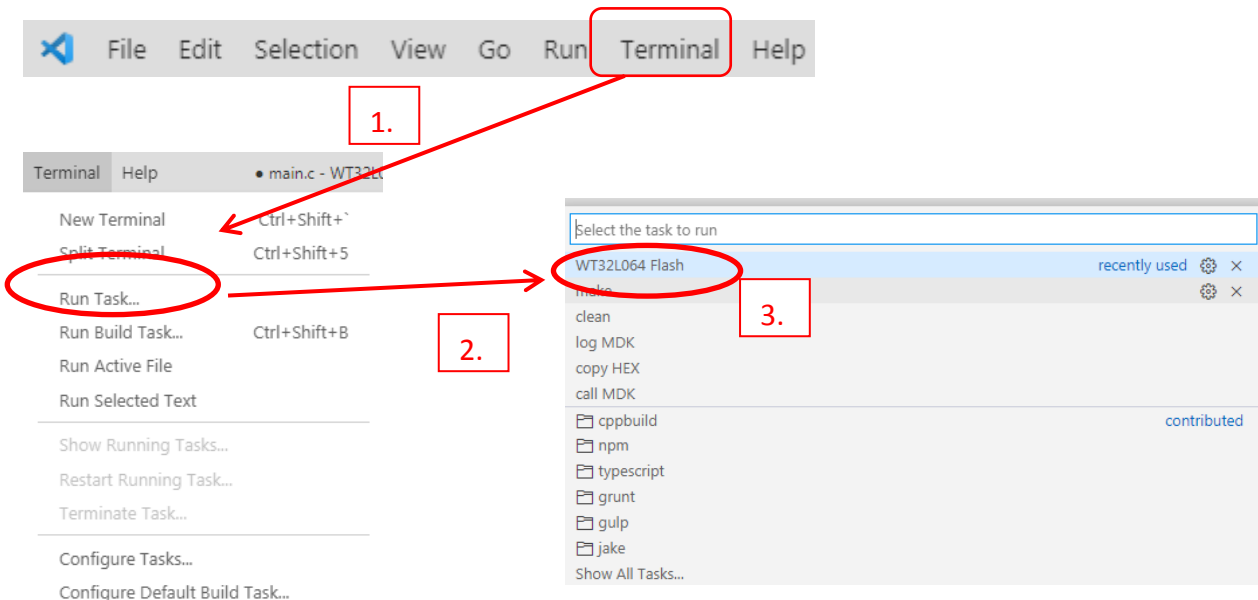 File Edit Selection View Go Run Terminal Help
1.
Terminal Help ● main.c - WT32L
New Terminal Ctrl+Shift+`
Split Terminal Ctrl+Shift+5
Run Task...
Run Build Task... Ctrl+Shift+B
Run Active File
Run Selected Text
Show Running Tasks...
Restart Running Task...
Terminate Task...
Configure Tasks...
Configure Default Build Task...
2.
Select the task to run
WT32L064 Flash recently used
make
3.
clean
log MDK
copy HEX
call MDK
cppbuild contributed
npm
typescript
grunt
gulp
jake
Show All Tasks...